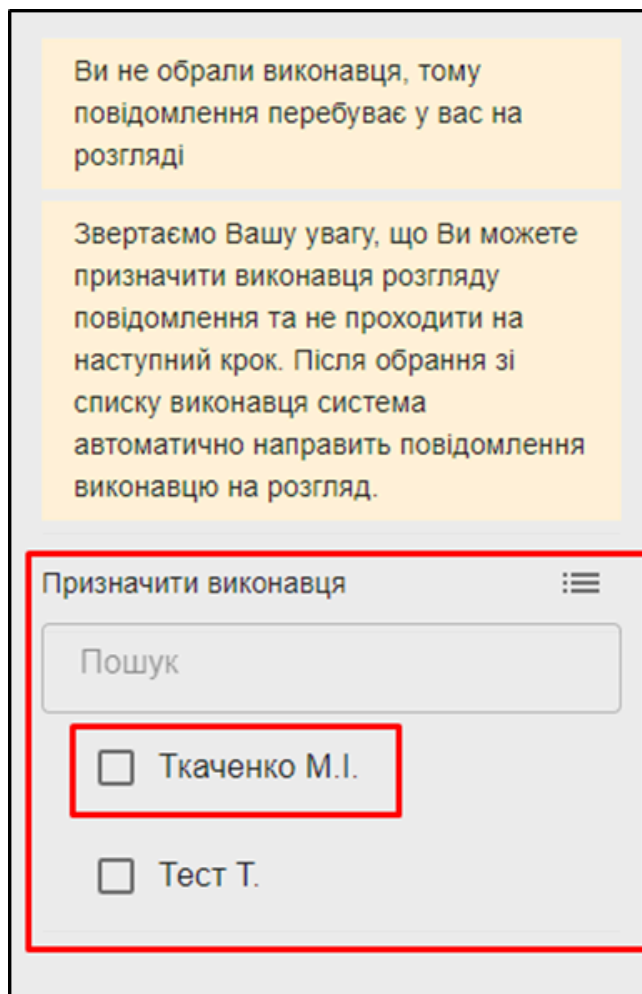 Ви не обрали виконавця, тому
повідомлення перебуває у вас на
розгляді
Звертаємо Вашу увагу, що Ви можете
призначити виконавця розгляду
повідомлення та не проходити на
наступний крок. Після обрання зі
списку виконавця система
автоматично направить повідомлення
виконавцю на розгляд.
Призначити виконавця
Пошук
Ткаченко М.І.
Тест Т.